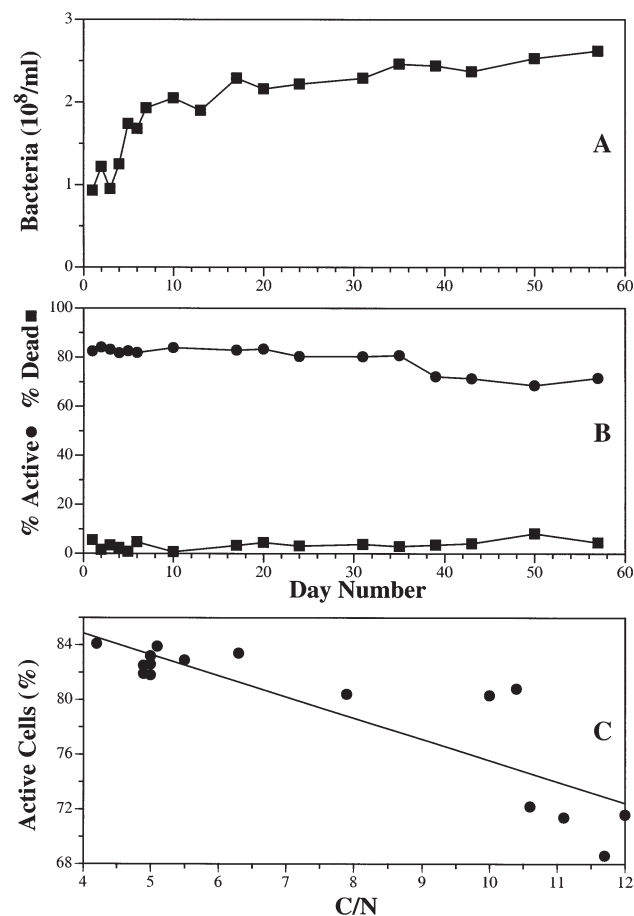 3
2
1
0
Bacteria (10⁸/ml)
A
0 10 20 30 40 50 60
100
80
60
40
20
0
% Active● % Dead■
B
0 10 20 30 40 50 60
Day Number
84
80
76
72
68
Active Cells (%)
C
4 5 6 7 8 9 10 11 12
C/N